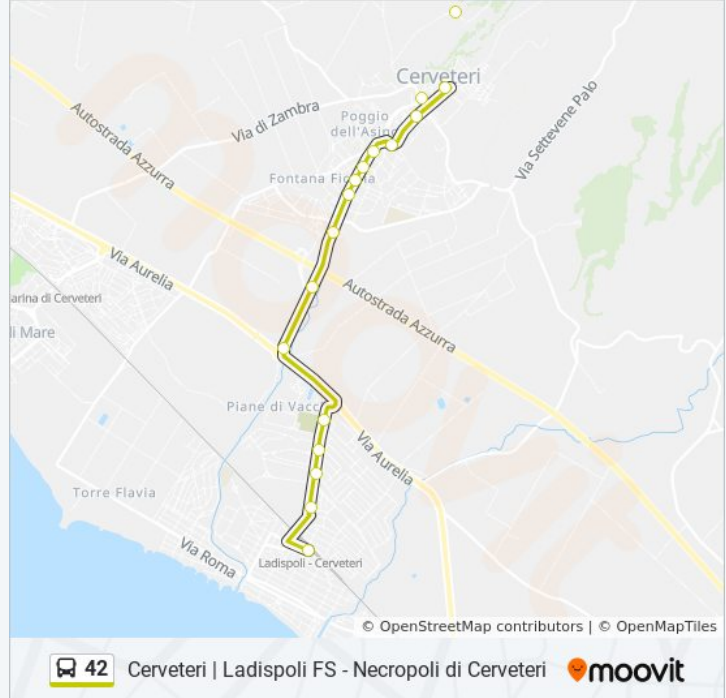 Cerveteri
Via di Zambra
Poggio
dell'Asino
Autostrada Azzurra
Via Settevene Palo
Fontana Fi
Via Aurelia
Autostrada Azzurra
arina di Cerveteri
li Mare
Piane di Vacc
Via Aurelia
Torre Flavia
Via Roma
Ladispoli - Cerveteri
© OpenStreetMap contributors | © OpenMapTiles
42 Cerveteri | Ladispoli FS - Necropoli di Cerveteri moovit
moovit